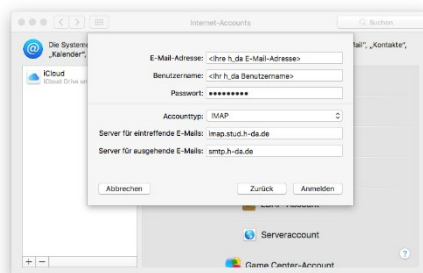 Internet-Accounts
Suchen
Die Systeme
„Kalender“,
Mail“, „Kontakte“,
iCloud
iCloud Drive
E-Mail-Adresse: <Ihre h_da E-Mail-Adresse>
Benutzername: <Ihr h_da Benutzername>
Passwort: •••••••••
Accounttyp: IMAP
Server für eintreffende E-Mails: imap.stud.h-da.de
Server für ausgehende E-Mails: smtp.h-da.de
Abbrechen Zurück Anmelden
Serveraccount
Game Center-Account
+ − ?